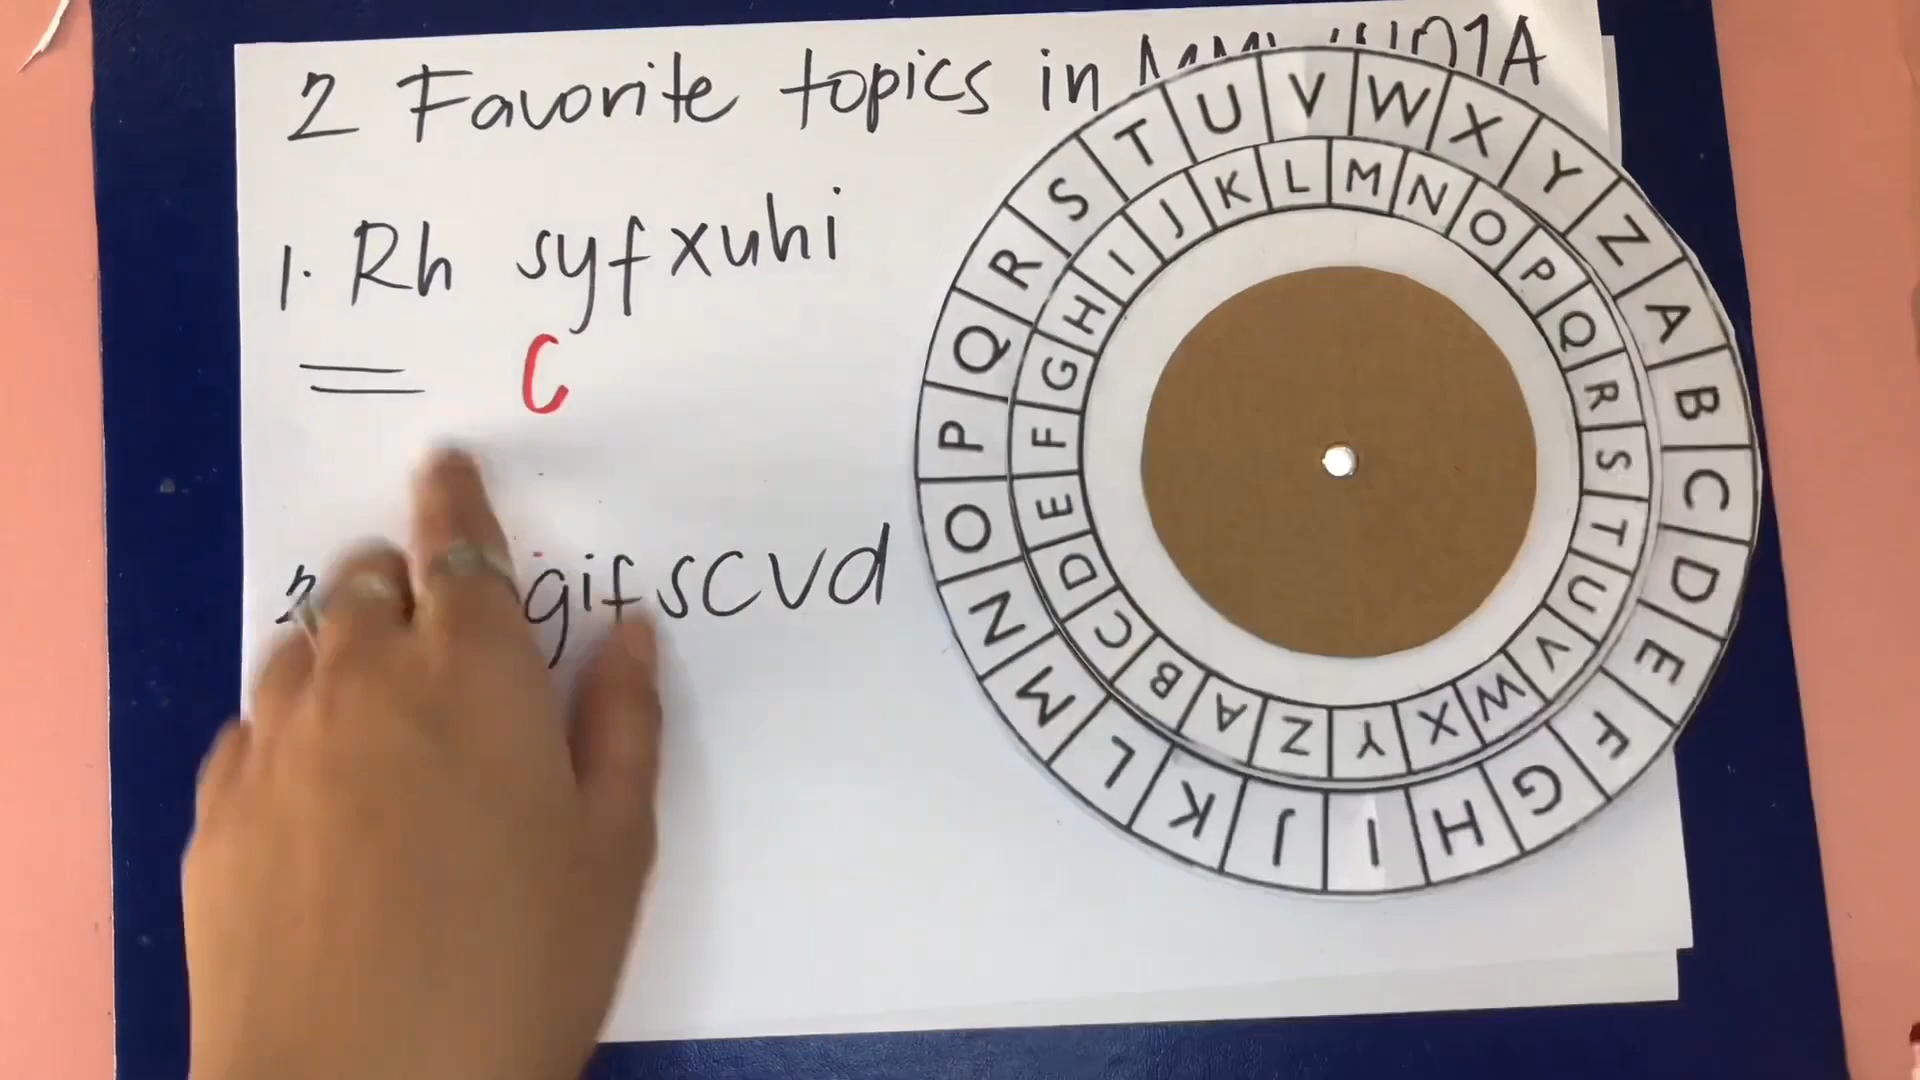 2 Favorite topics in
1. Rh syfxuhi
C
gifscvd
T U V W X Y Z A B C D E F G H I J K L M N O P Q R S
I J K L M N O P Q R S T U V W X Y Z A B C D E F G H